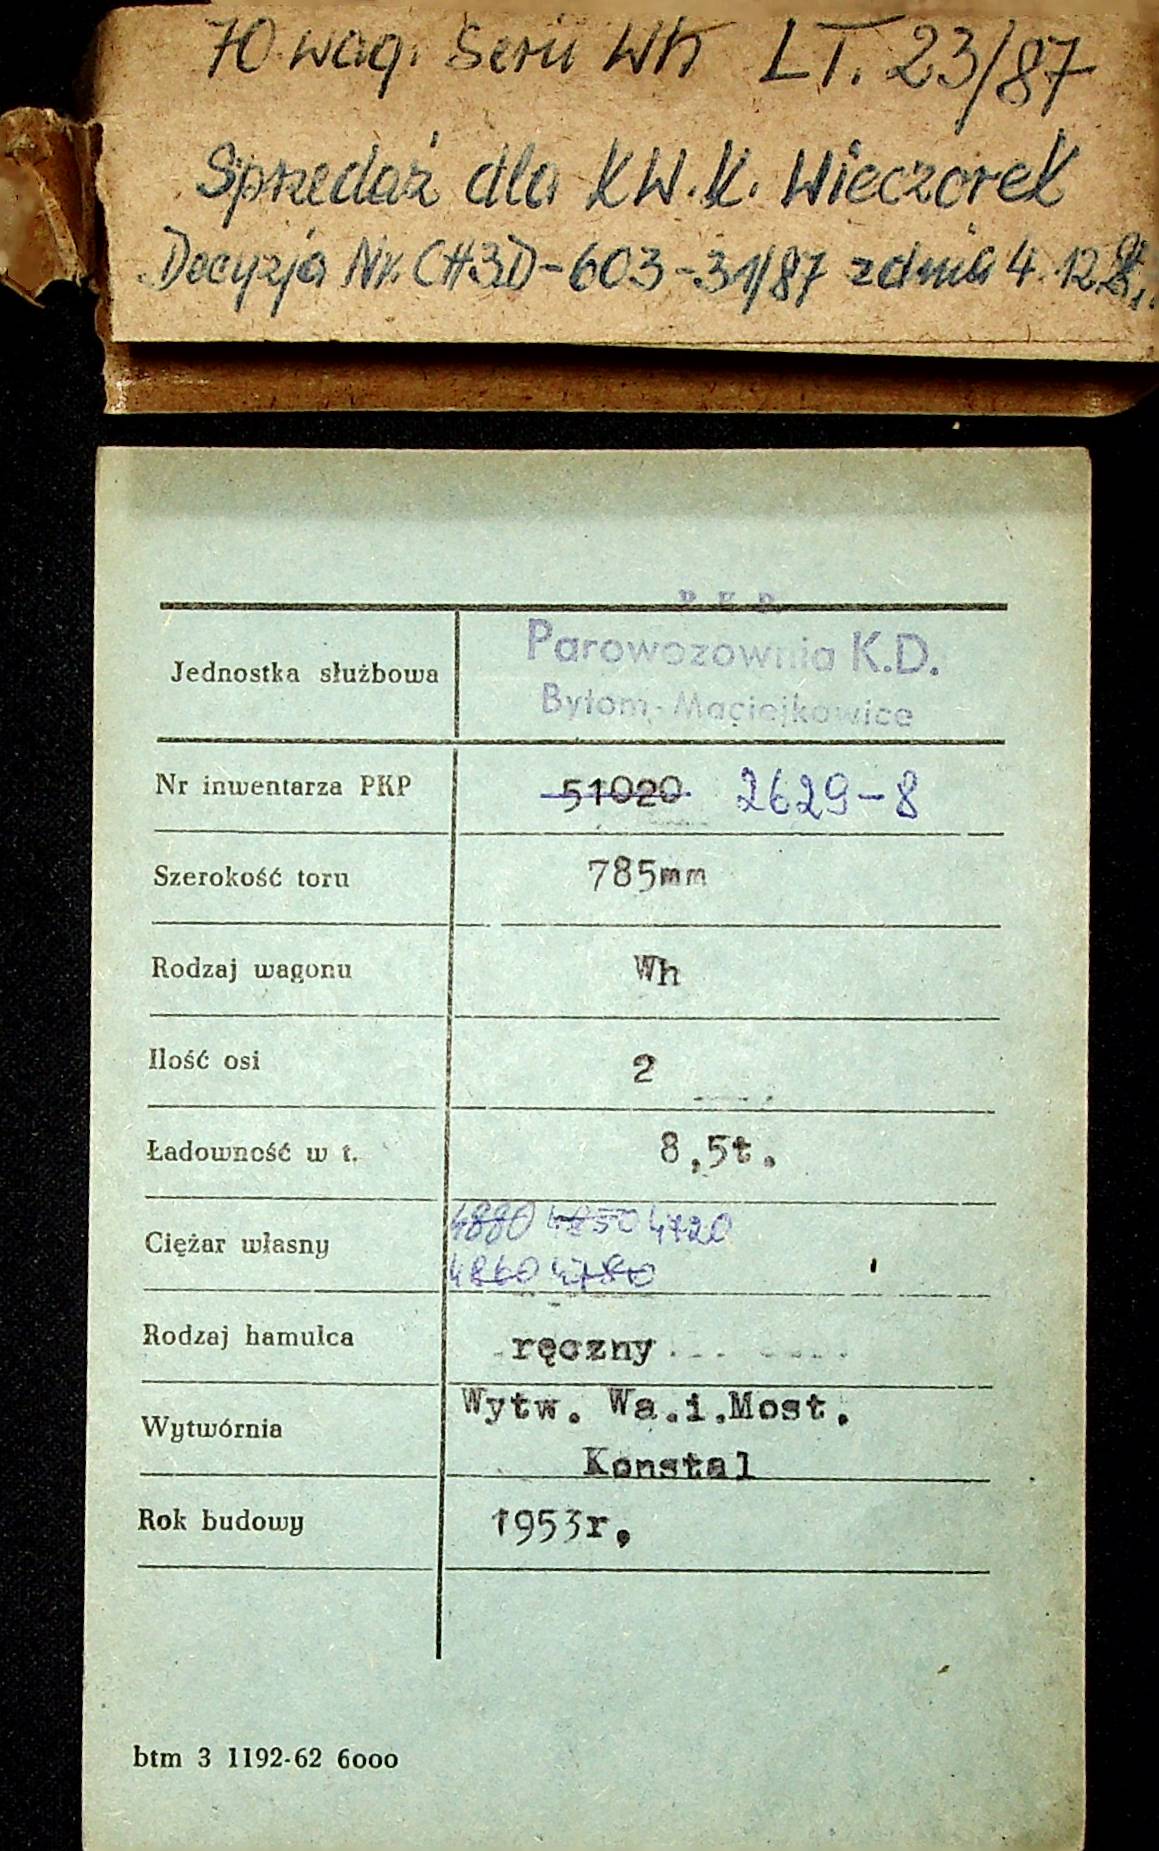 70 wag. Serii Wh LT. 23/87
Sprzedaż dla KW.K. Wieczorek
Decyzja Nr. CH3D-603-31/87 z dnia 4.12.
P. K. P.
Jednostka służbowa Parowozownia K.D.
Bytom-Maciejkowice
Nr inwentarza PKP 51020 2629-8
Szerokość toru 785mm
Rodzaj wagonu Wh
Ilość osi 2
Ładowność w t. 8,5t.
Ciężar własny 4880 4850 4720
4860 4780
Rodzaj hamulca ręczny
Wytwórnia Wytw. Wa.i.Most.
Konstal
Rok budowy 1953r.
btm 3 1192-62 6ooo